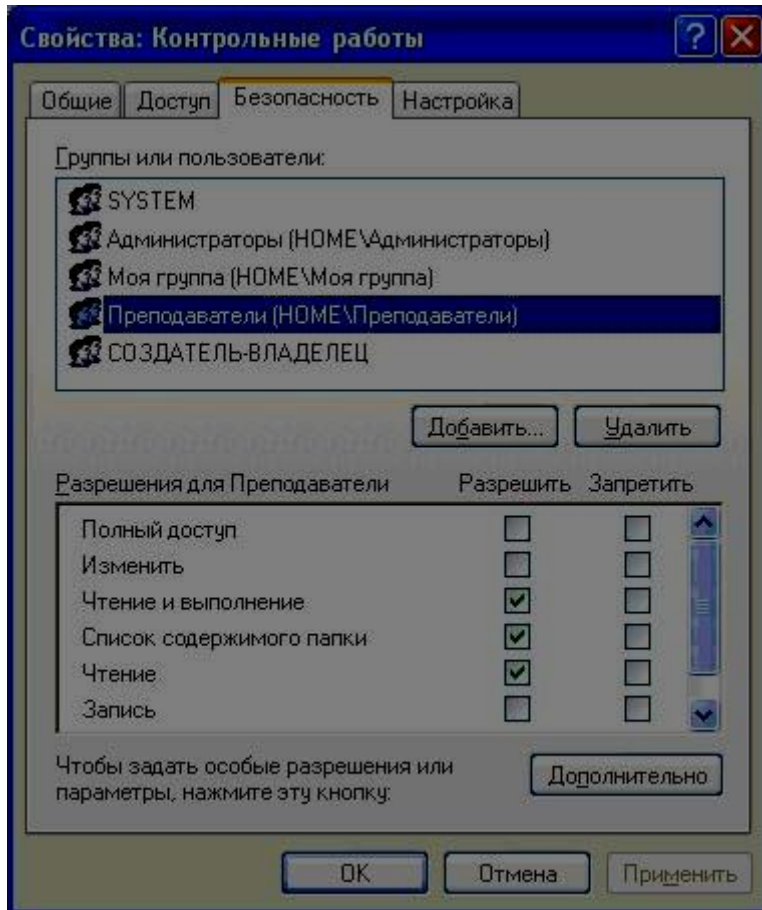 Свойства: Контрольные работы
Общие Доступ Безопасность Настройка
Группы или пользователи:
SYSTEM
Администраторы (HOME\Администраторы)
Моя группа (HOME\Моя группа)
Преподаватели (HOME\Преподаватели)
СОЗДАТЕЛЬ-ВЛАДЕЛЕЦ
Добавить... Удалить
Разрешения для Преподаватели Разрешить Запретить
Полный доступ
Изменить
Чтение и выполнение
Список содержимого папки
Чтение
Запись
Чтобы задать особые разрешения или
параметры, нажмите эту кнопку:
Дополнительно
OK Отмена Применить